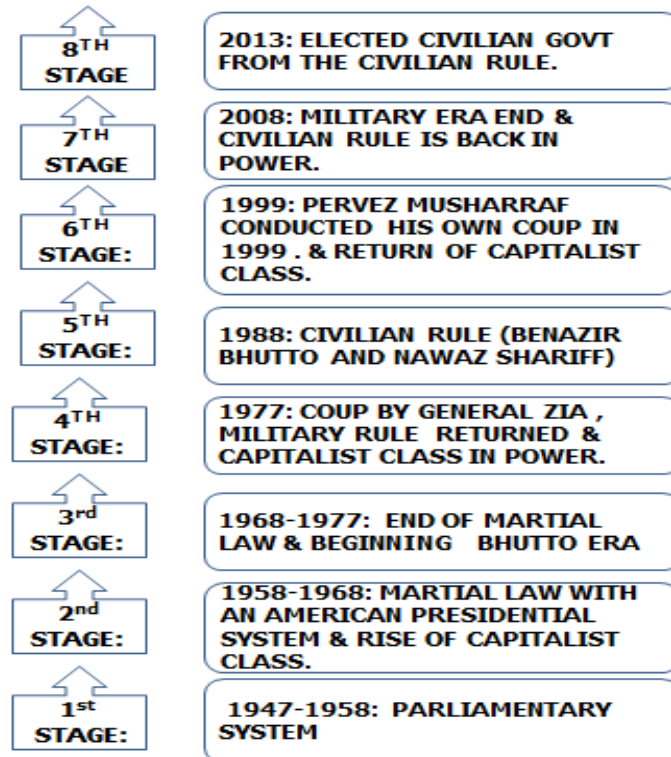 8TH
STAGE
2013: ELECTED CIVILIAN GOVT
FROM THE CIVILIAN RULE.
7TH
STAGE
2008: MILITARY ERA END &
CIVILIAN RULE IS BACK IN
POWER.
6TH
STAGE:
1999: PERVEZ MUSHARRAF
CONDUCTED HIS OWN COUP IN
1999 . & RETURN OF CAPITALIST
CLASS.
5TH
STAGE:
1988: CIVILIAN RULE (BENAZIR
BHUTTO AND NAWAZ SHARIFF)
4TH
STAGE:
1977: COUP BY GENERAL ZIA ,
MILITARY RULE RETURNED &
CAPITALIST CLASS IN POWER.
3rd
STAGE:
1968-1977: END OF MARTIAL
LAW & BEGINNING BHUTTO ERA
2nd
STAGE:
1958-1968: MARTIAL LAW WITH
AN AMERICAN PRESIDENTIAL
SYSTEM & RISE OF CAPITALIST
CLASS.
1st
STAGE:
1947-1958: PARLIAMENTARY
SYSTEM